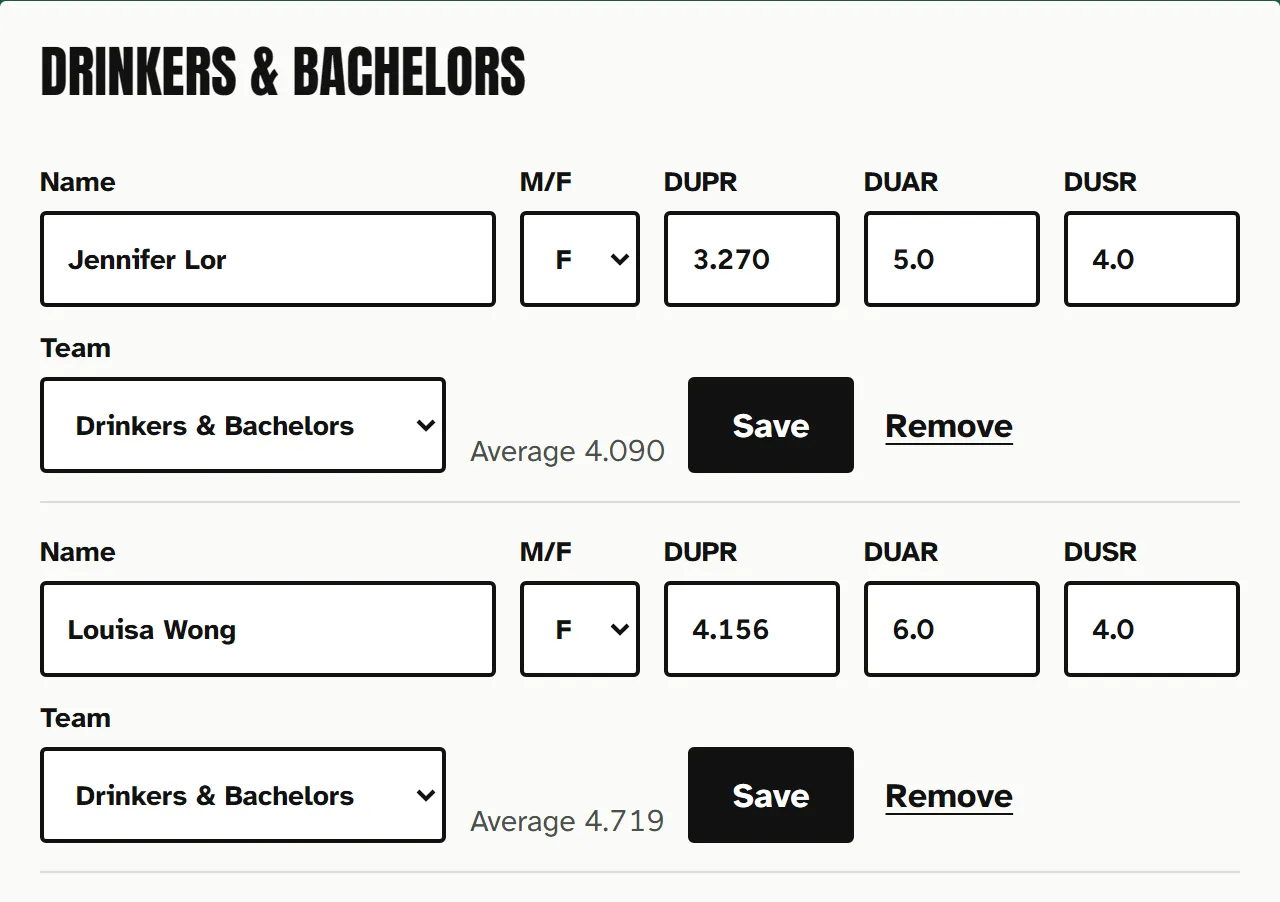 DRINKERS & BACHELORS
Name M/F DUPR DUAR DUSR
Jennifer Lor F 3.270 5.0 4.0
Team
Drinkers & Bachelors Average 4.090 Save Remove
Name M/F DUPR DUAR DUSR
Louisa Wong F 4.156 6.0 4.0
Team
Drinkers & Bachelors Average 4.719 Save Remove